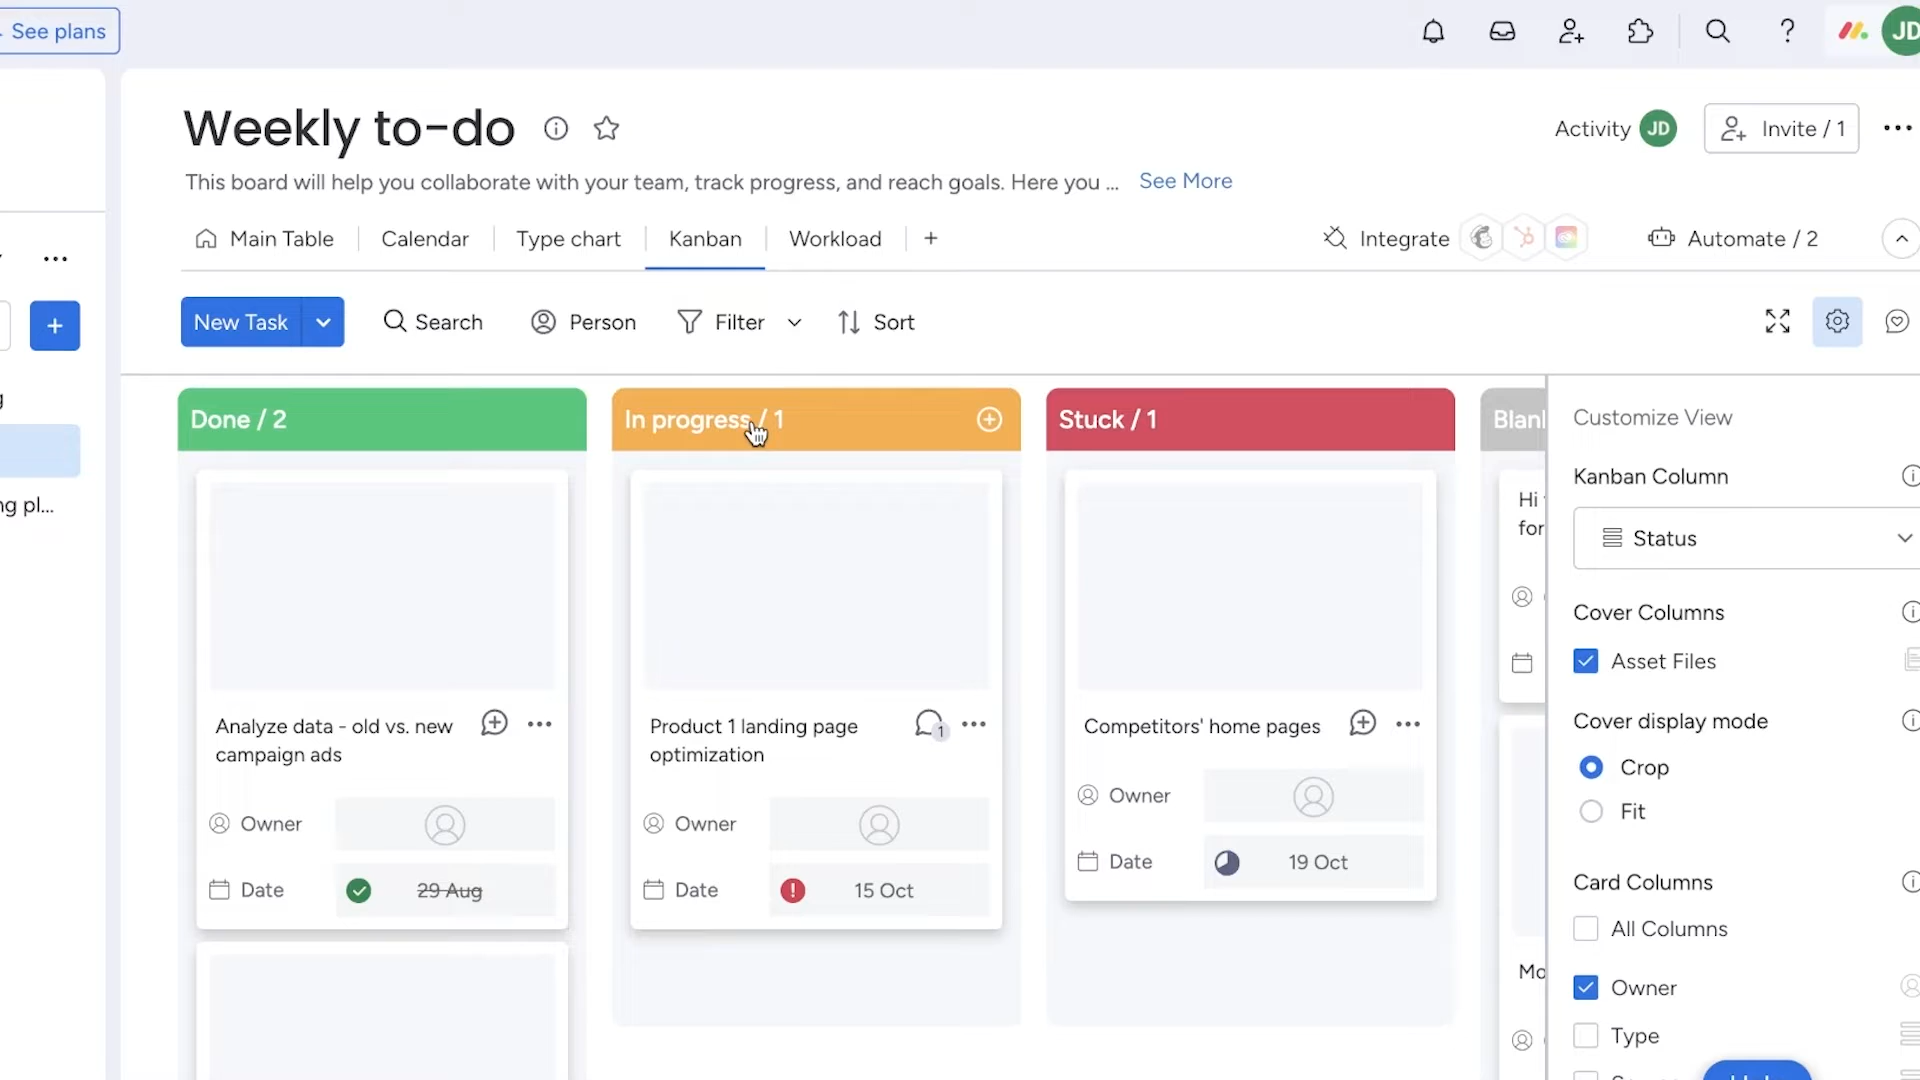 See plans
JD
Weekly to-do
Activity JD Invite / 1
This board will help you collaborate with your team, track progress, and reach goals. Here you ... See More
Main Table Calendar Type chart Kanban Workload + Integrate Automate / 2
New Task Search Person Filter Sort
Done / 2
In progress / 1
Stuck / 1
Customize View
Kanban Column
Status
Cover Columns
Asset Files
Cover display mode
Crop
Fit
Card Columns
All Columns
Owner
Type
Analyze data - old vs. new
campaign ads
Owner
Date 29 Aug
Product 1 landing page
optimization
1
Owner
Date 15 Oct
Competitors' home pages
Owner
Date 19 Oct
Hi